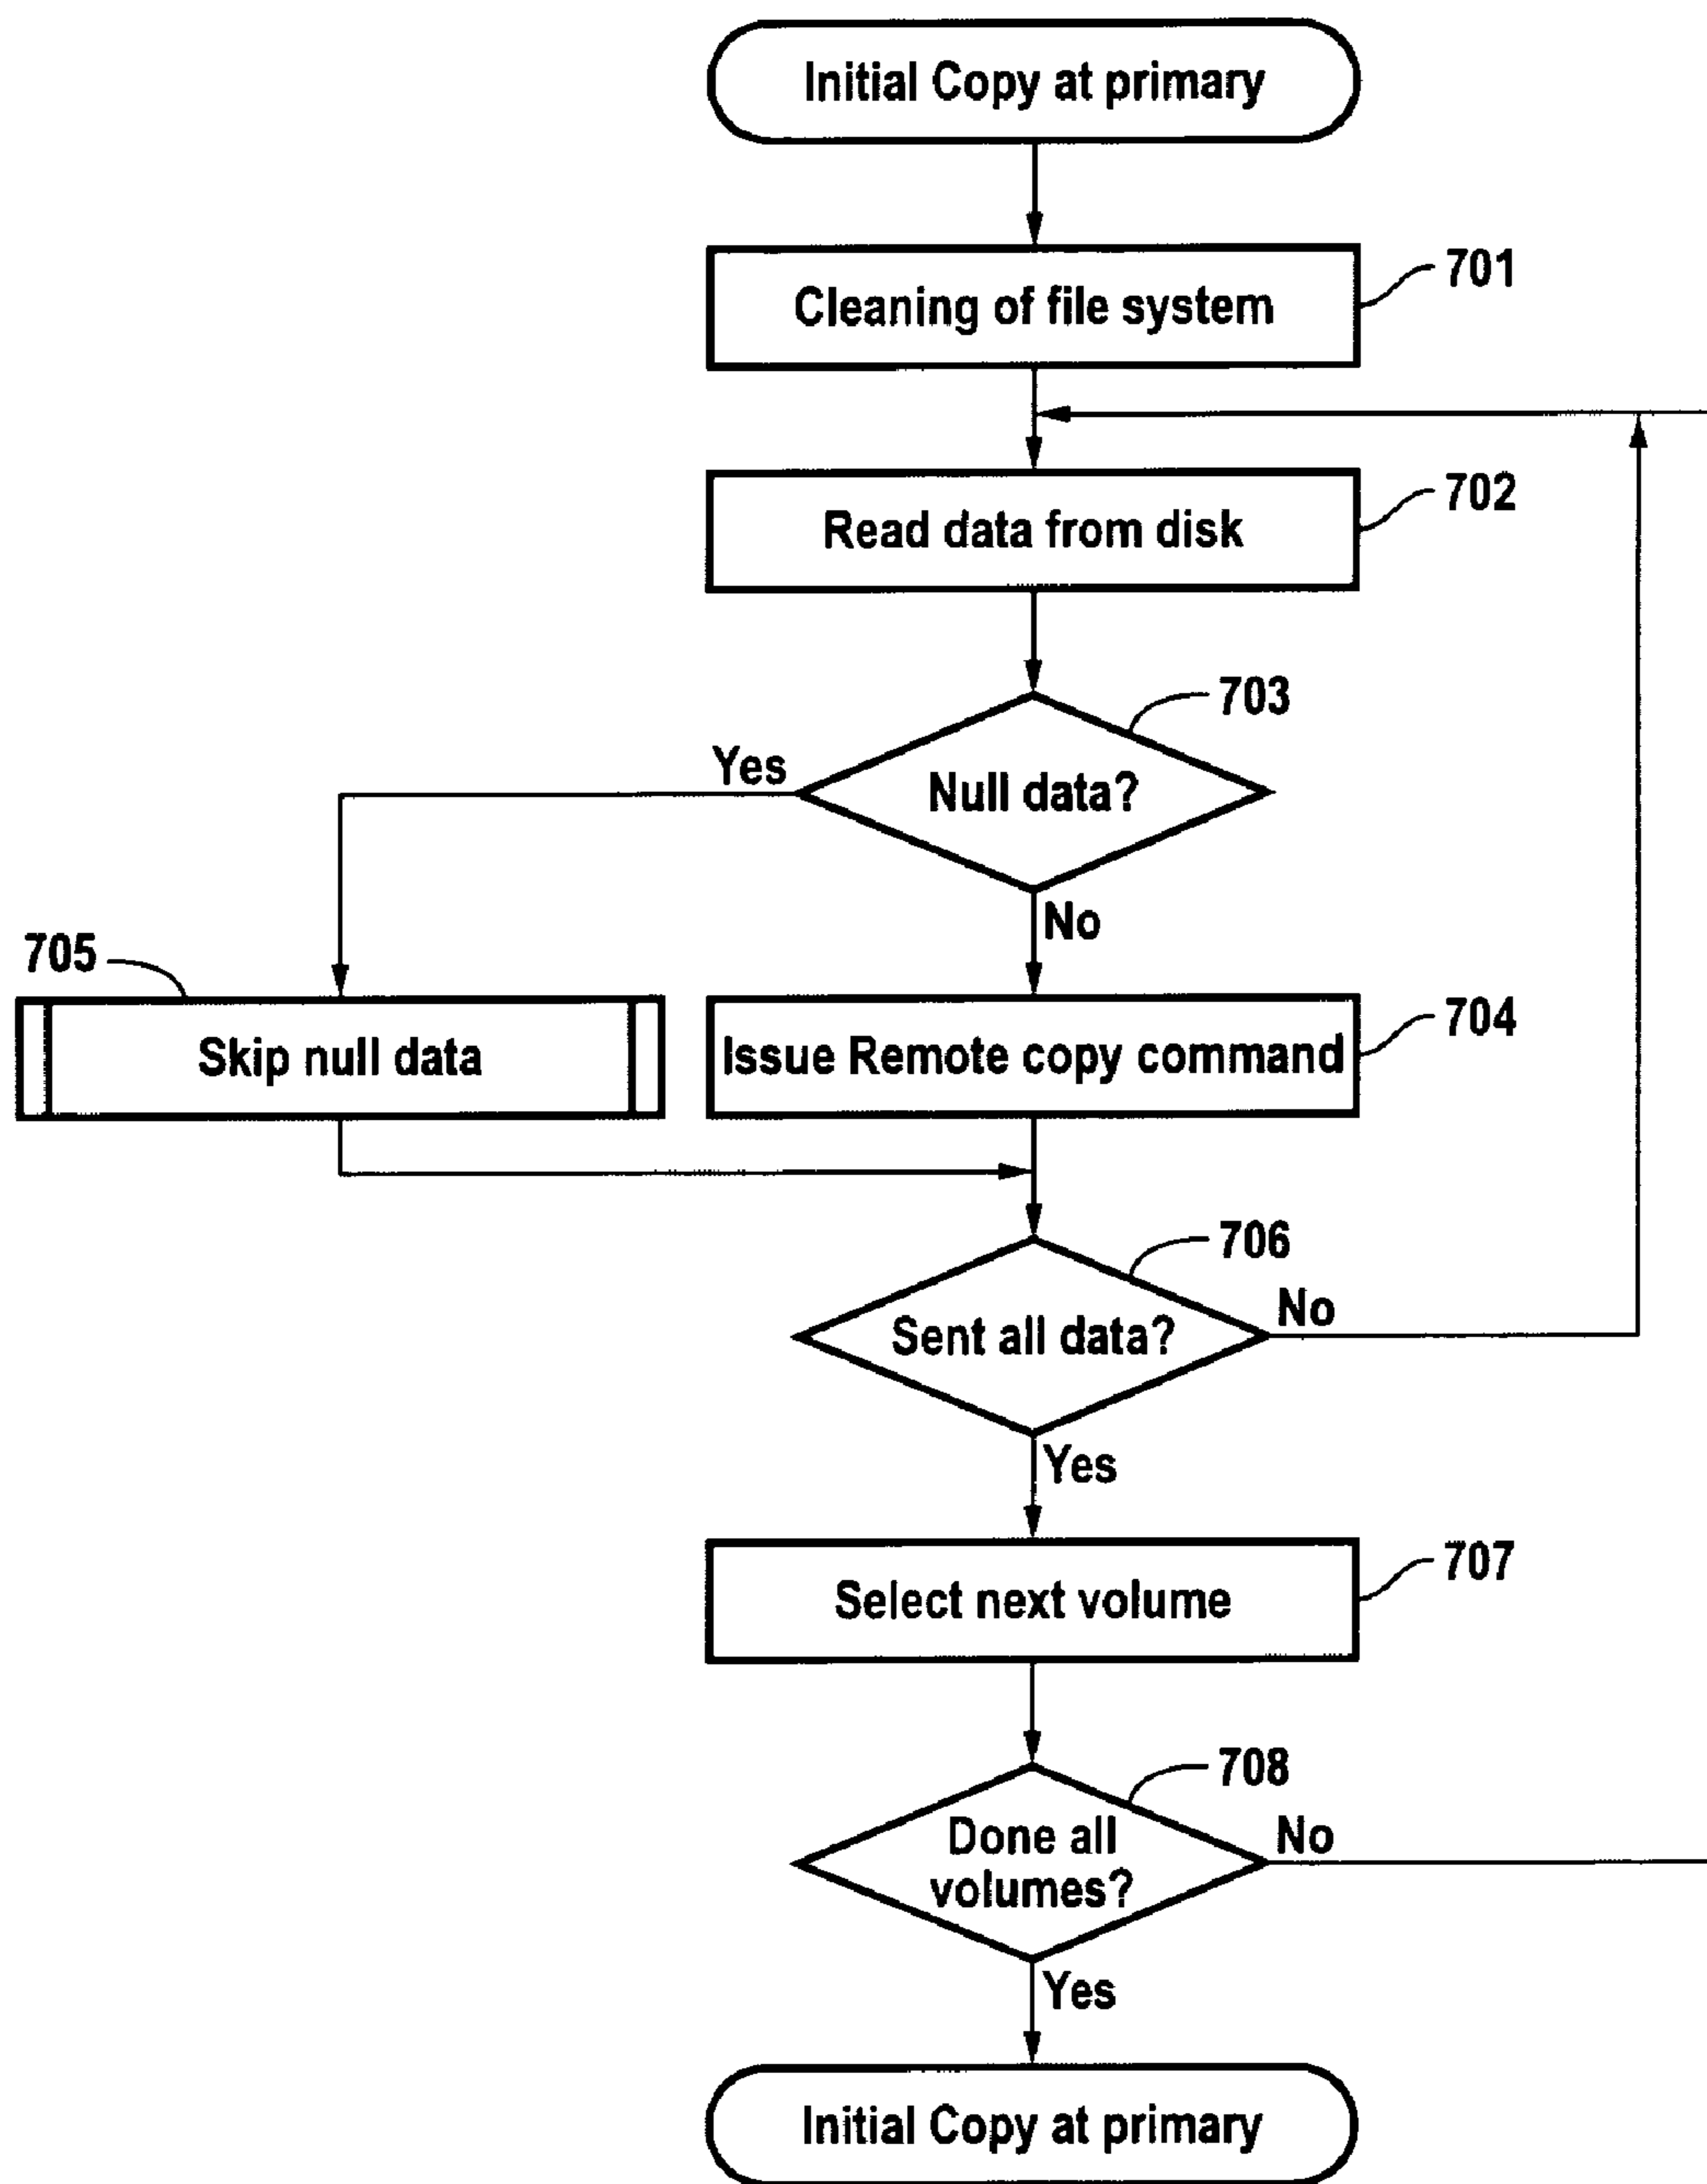 Initial Copy at primary
701
Cleaning of file system
702
Read data from disk
703
Yes
Null data?
No
705
Skip null data
704
Issue Remote copy command
706
No
Sent all data?
Yes
707
Select next volume
708
No
Done all
volumes?
Yes
Initial Copy at primary